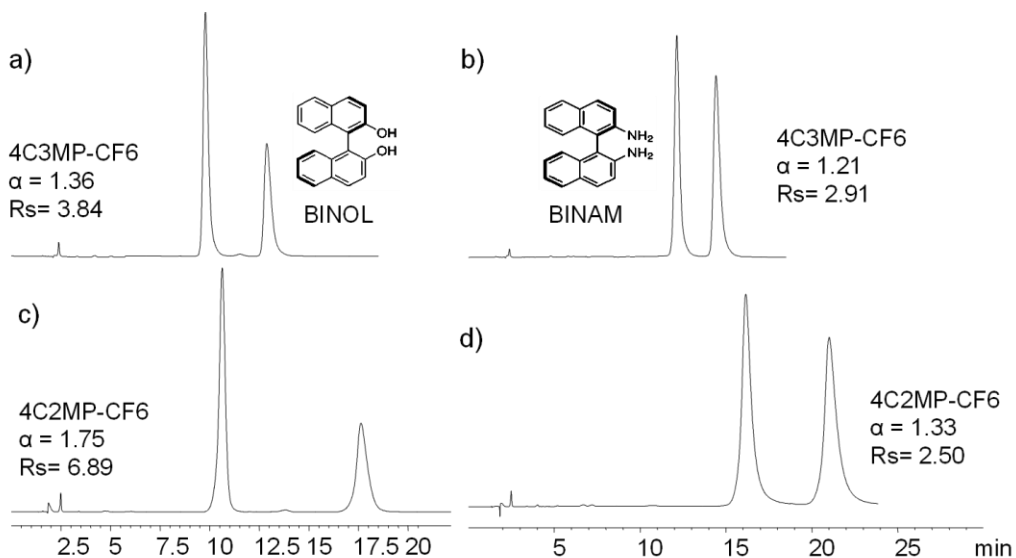 a)
4C3MP-CF6
α = 1.36
Rs= 3.84
OH
OH
BINOL
b)
NH₂
NH₂
BINAM
4C3MP-CF6
α = 1.21
Rs = 2.91
c)
4C2MP-CF6
α = 1.75
Rs = 6.89
d)
4C2MP-CF6
α = 1.33
Rs = 2.50
2.5 5 7.5 10 12.5 15 17.5 20
5 10 15 20 25 min